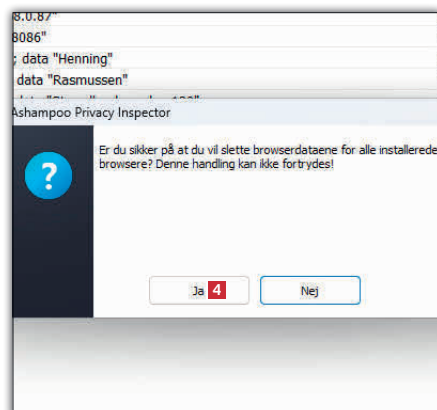 8.0.87"
8086"
; data "Henning"
data "Rasmussen"
Ashampoo Privacy Inspector
Er du sikker på at du vil slette browserdataene for alle installerede
browsere? Denne handling kan ikke fortrydes!
?
Ja 4
Nej